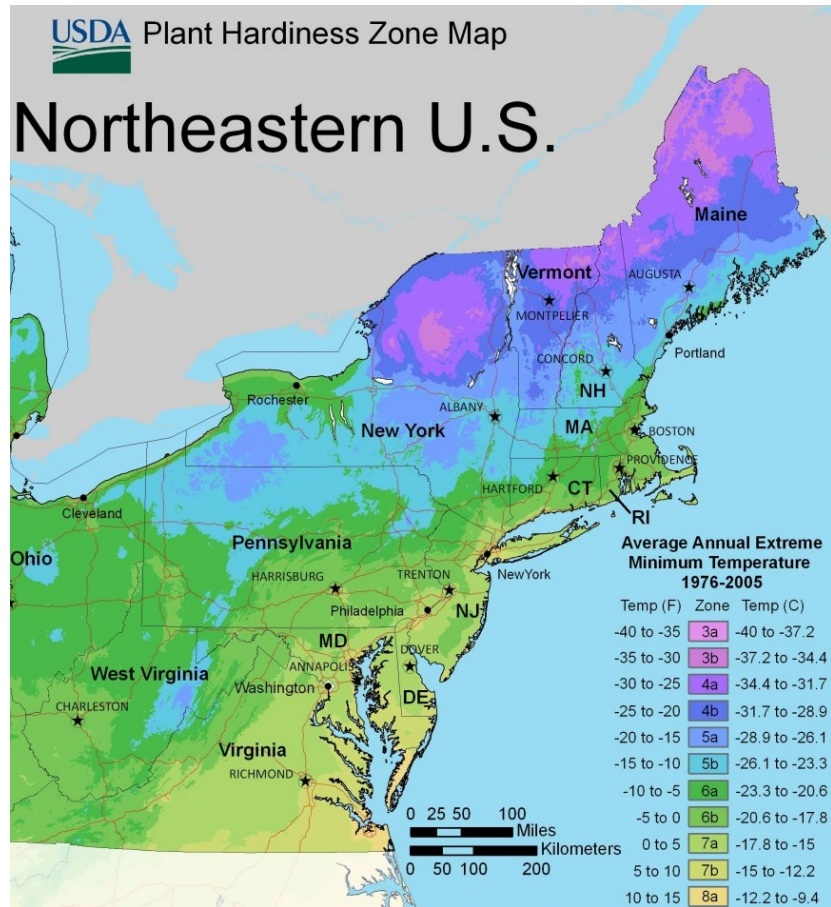 USDA Plant Hardiness Zone Map
Northeastern U.S.
Maine
Vermont
AUGUSTA
MONTPELIER
CONCORD
Portland
NH
Rochester
ALBANY
New York
MA
BOSTON
PROVIDENCE
HARTFORD
CT
RI
Cleveland
Ohio
Pennsylvania
HARRISBURG
TRENTON
NewYork
Philadelphia
NJ
MD
DOVER
ANNAPOLIS
West Virginia
Washington
DE
CHARLESTON
Virginia
RICHMOND
0 25 50 100
Miles
Kilometers
0 50 100 200
Average Annual Extreme
Minimum Temperature
1976-2005
Temp (F) Zone Temp (C)
-40 to -35 3a -40 to -37.2
-35 to -30 3b -37.2 to -34.4
-30 to -25 4a -34.4 to -31.7
-25 to -20 4b -31.7 to -28.9
-20 to -15 5a -28.9 to -26.1
-15 to -10 5b -26.1 to -23.3
-10 to -5 6a -23.3 to -20.6
-5 to 0 6b -20.6 to -17.8
0 to 5 7a -17.8 to -15
5 to 10 7b -15 to -12.2
10 to 15 8a -12.2 to -9.4